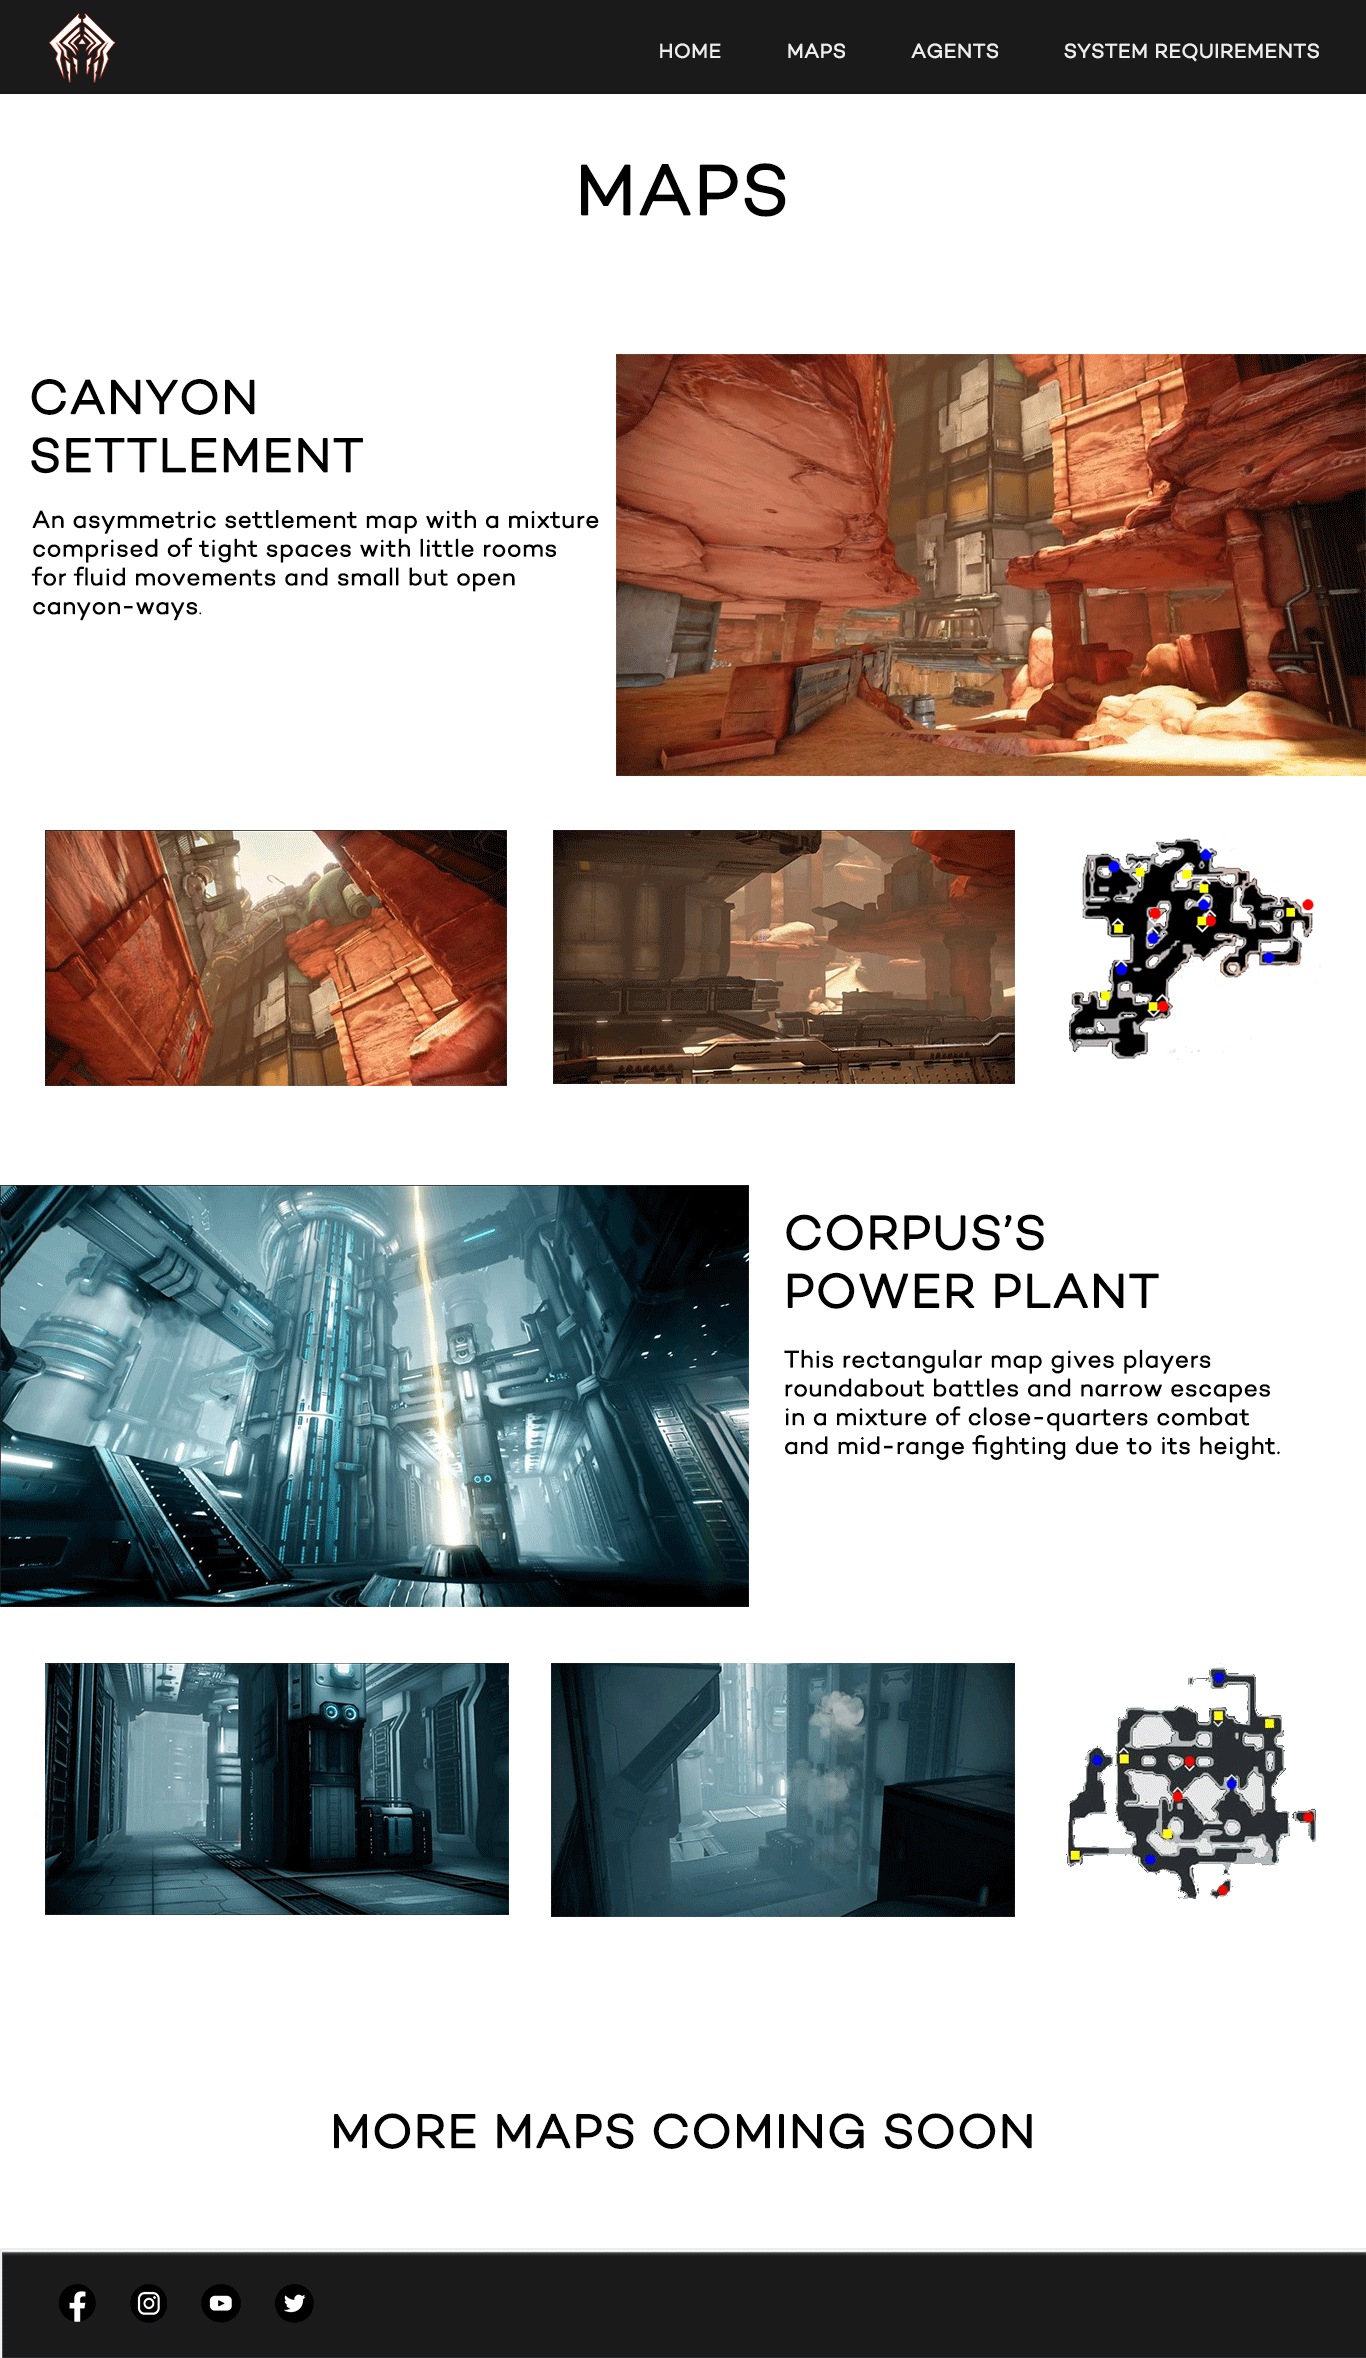 HOME MAPS AGENTS SYSTEM REQUIREMENTS
MAPS
CANYON
SETTLEMENT
An asymmetric settlement map with a mixture
comprised of tight spaces with little rooms
for fluid movements and small but open
canyon-ways.
CORPUS’S
POWER PLANT
This rectangular map gives players
roundabout battles and narrow escapes
in a mixture of close-quarters combat
and mid-range fighting due to its height.
MORE MAPS COMING SOON